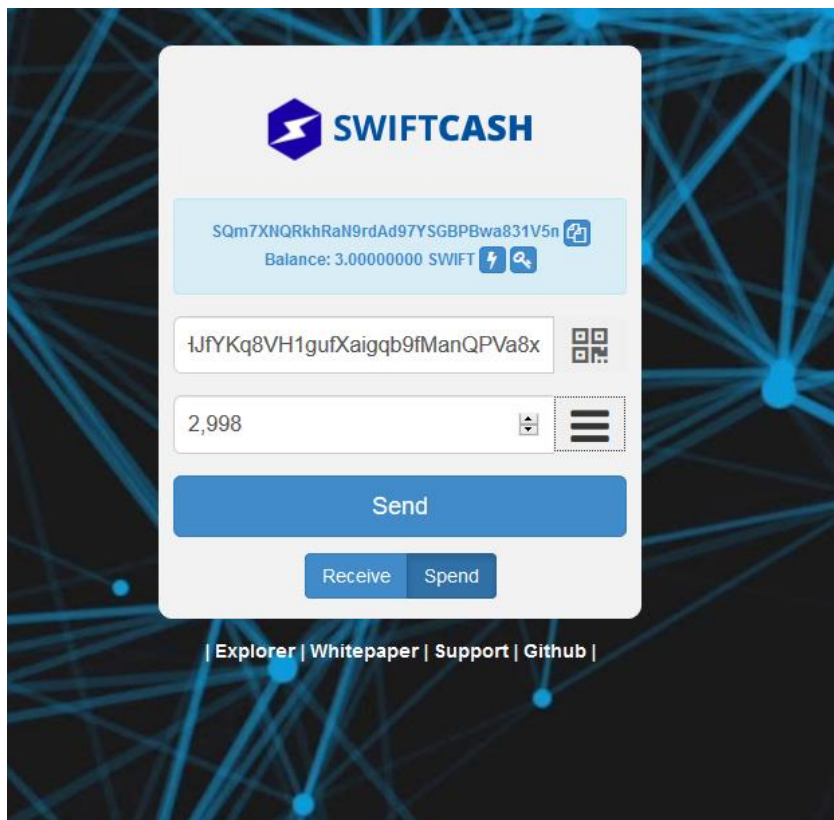 SWIFTCASH
SQm7XNQRkhRaN9rdAd97YSGBPBwa831V5n
Balance: 3.00000000 SWIFT
JfYKq8VH1gufXaigqb9fManQPVa8x
2,998
Send
Receive Spend
| Explorer | Whitepaper | Support | Github |